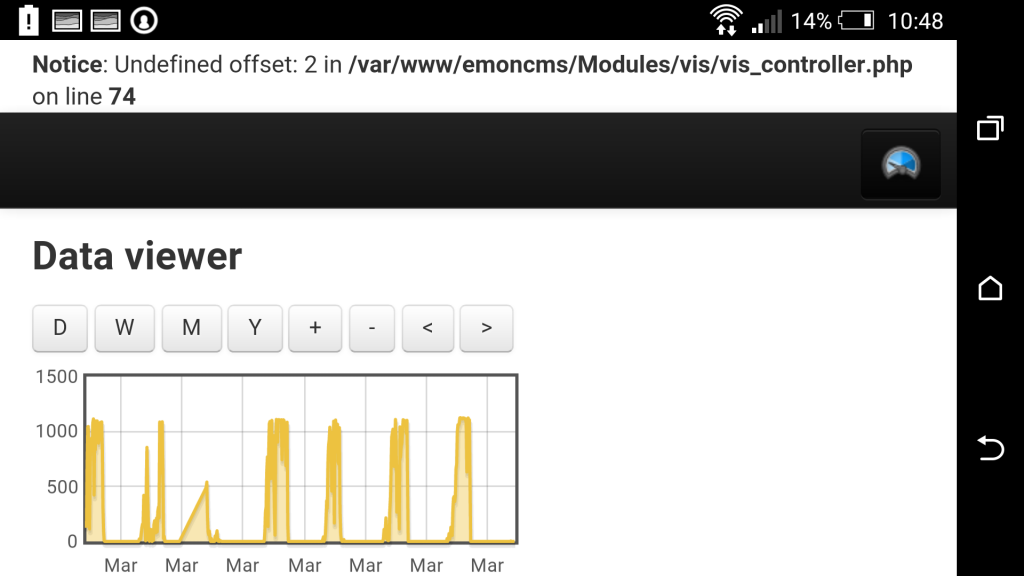 14% 10:48
Notice: Undefined offset: 2 in /var/www/emoncms/Modules/vis/vis_controller.php
on line 74
Data viewer
D W M Y + - < >
1500
1000
500
0
Mar Mar Mar Mar Mar Mar Mar